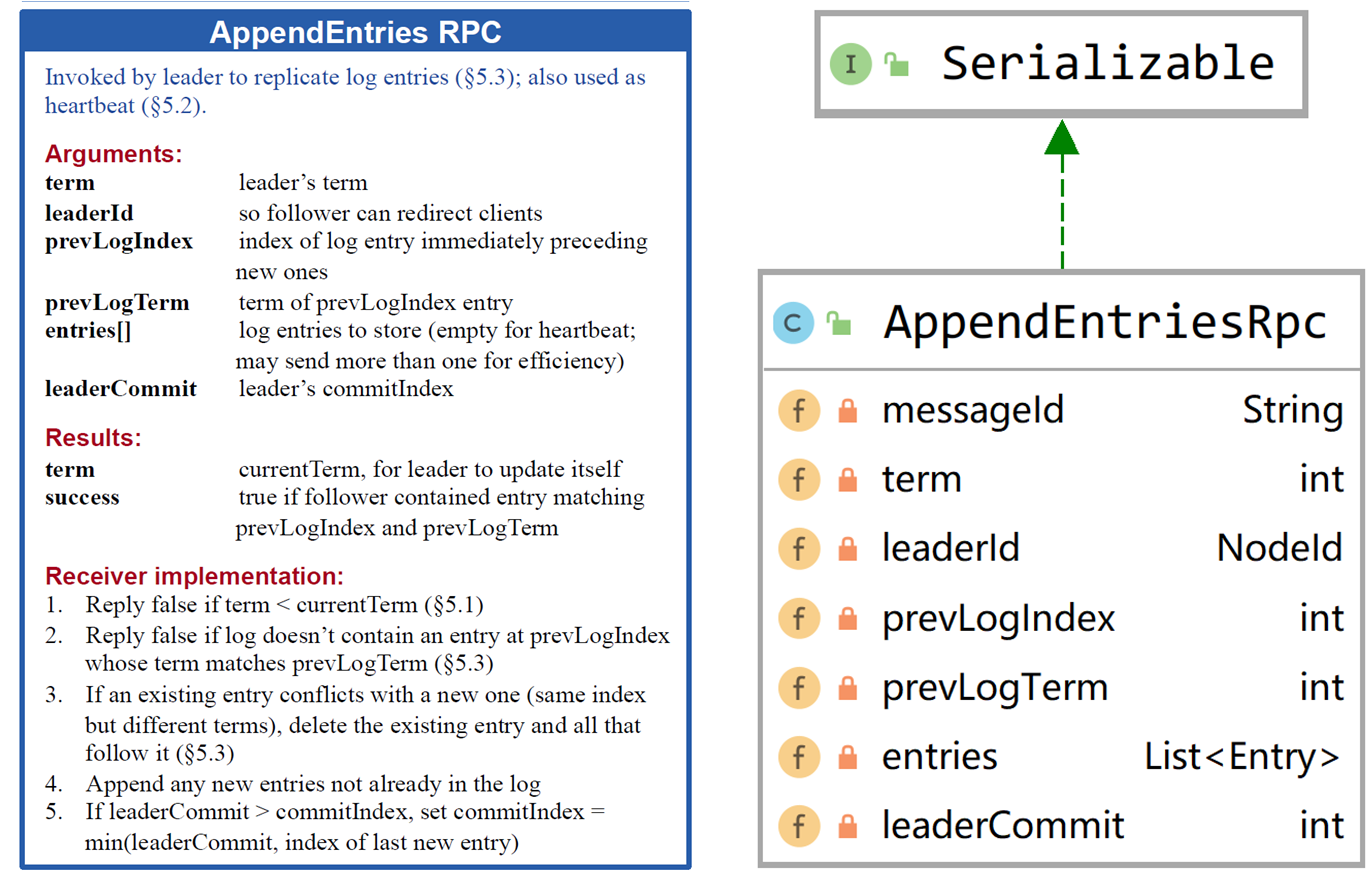 AppendEntries RPC
Invoked by leader to replicate log entries (§5.3); also used as
heartbeat (§5.2).
Arguments:
term leader’s term
leaderId so follower can redirect clients
prevLogIndex index of log entry immediately preceding
new ones
prevLogTerm term of prevLogIndex entry
entries[] log entries to store (empty for heartbeat;
may send more than one for efficiency)
leaderCommit leader’s commitIndex
Results:
term currentTerm, for leader to update itself
success true if follower contained entry matching
prevLogIndex and prevLogTerm
Receiver implementation:
1. Reply false if term < currentTerm (§5.1)
2. Reply false if log doesn’t contain an entry at prevLogIndex
whose term matches prevLogTerm (§5.3)
3. If an existing entry conflicts with a new one (same index
but different terms), delete the existing entry and all that
follow it (§5.3)
4. Append any new entries not already in the log
5. If leaderCommit > commitIndex, set commitIndex =
min(leaderCommit, index of last new entry)
I Serializable
C AppendEntriesRpc
f messageId String
f term int
f leaderId NodeId
f prevLogIndex int
f prevLogTerm int
f entries List<Entry>
f leaderCommit int